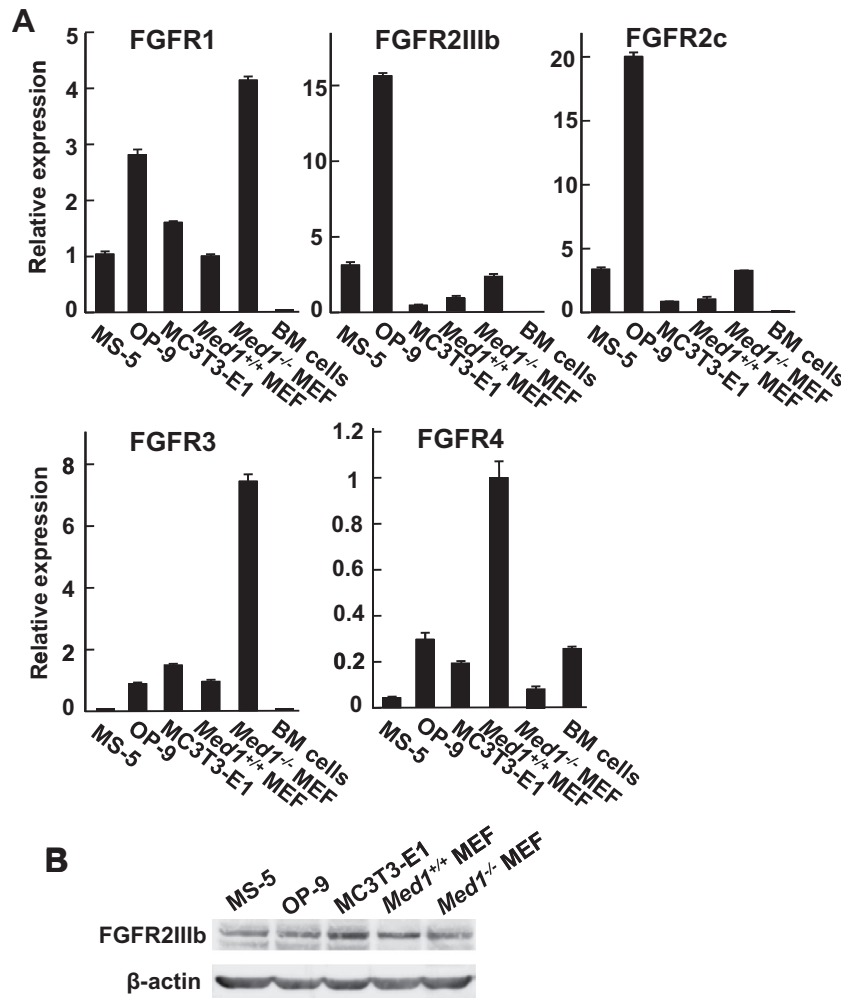 A
FGFR1
FGFR2IIIb
FGFR2c
Relative expression
5
4
3
2
1
0
15
10
5
0
20
15
10
5
0
MS-5
OP-9
MC3T3-E1
Med1+/+ MEF
Med1-/- MEF
BM cells
MS-5
OP-9
MC3T3-E1
Med1+/+ MEF
Med1-/- MEF
BM cells
MS-5
OP-9
MC3T3-E1
Med1+/+ MEF
Med1-/- MEF
BM cells
FGFR3
FGFR4
Relative expression
8
6
4
2
0
1.2
1
0.8
0.6
0.4
0.2
0
MS-5
OP-9
MC3T3-E1
Med1+/+ MEF
Med1-/- MEF
BM cells
MS-5
OP-9
MC3T3-E1
Med1+/+ MEF
Med1-/- MEF
BM cells
B
MS-5
OP-9
MC3T3-E1
Med1+/+ MEF
Med1-/- MEF
FGFR2IIIb
β-actin